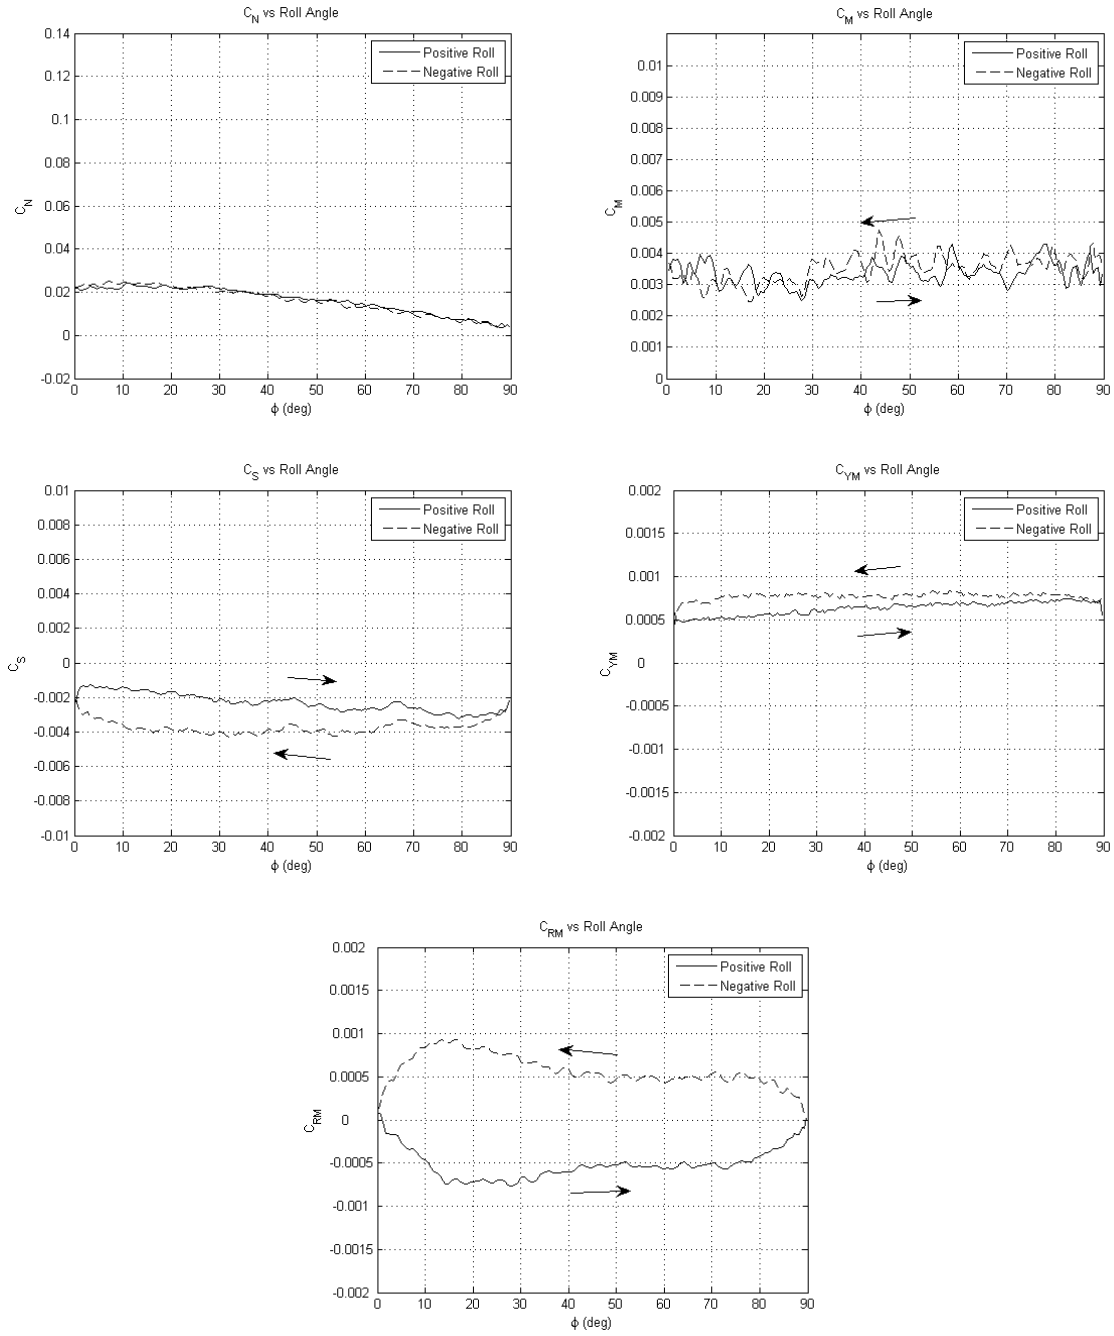 C_N vs Roll Angle
0.14
0.12
0.1
0.08
0.06
0.04
0.02
0
-0.02
C_N
Positive Roll
Negative Roll
0 10 20 30 40 50 60 70 80 90
ϕ (deg)
C_M vs Roll Angle
0.01
0.009
0.008
0.007
0.006
0.005
0.004
0.003
0.002
0.001
0
C_M
Positive Roll
Negative Roll
0 10 20 30 40 50 60 70 80 90
ϕ (deg)
C_S vs Roll Angle
0.01
0.008
0.006
0.004
0.002
0
-0.002
-0.004
-0.006
-0.008
-0.01
C_S
Positive Roll
Negative Roll
0 10 20 30 40 50 60 70 80 90
ϕ (deg)
C_YM vs Roll Angle
0.002
0.0015
0.001
0.0005
0
-0.0005
-0.001
-0.0015
-0.002
C_YM
Positive Roll
Negative Roll
0 10 20 30 40 50 60 70 80 90
ϕ (deg)
C_RM vs Roll Angle
0.002
0.0015
0.001
0.0005
0
-0.0005
-0.001
-0.0015
-0.002
C_RM
Positive Roll
Negative Roll
0 10 20 30 40 50 60 70 80 90
ϕ (deg)